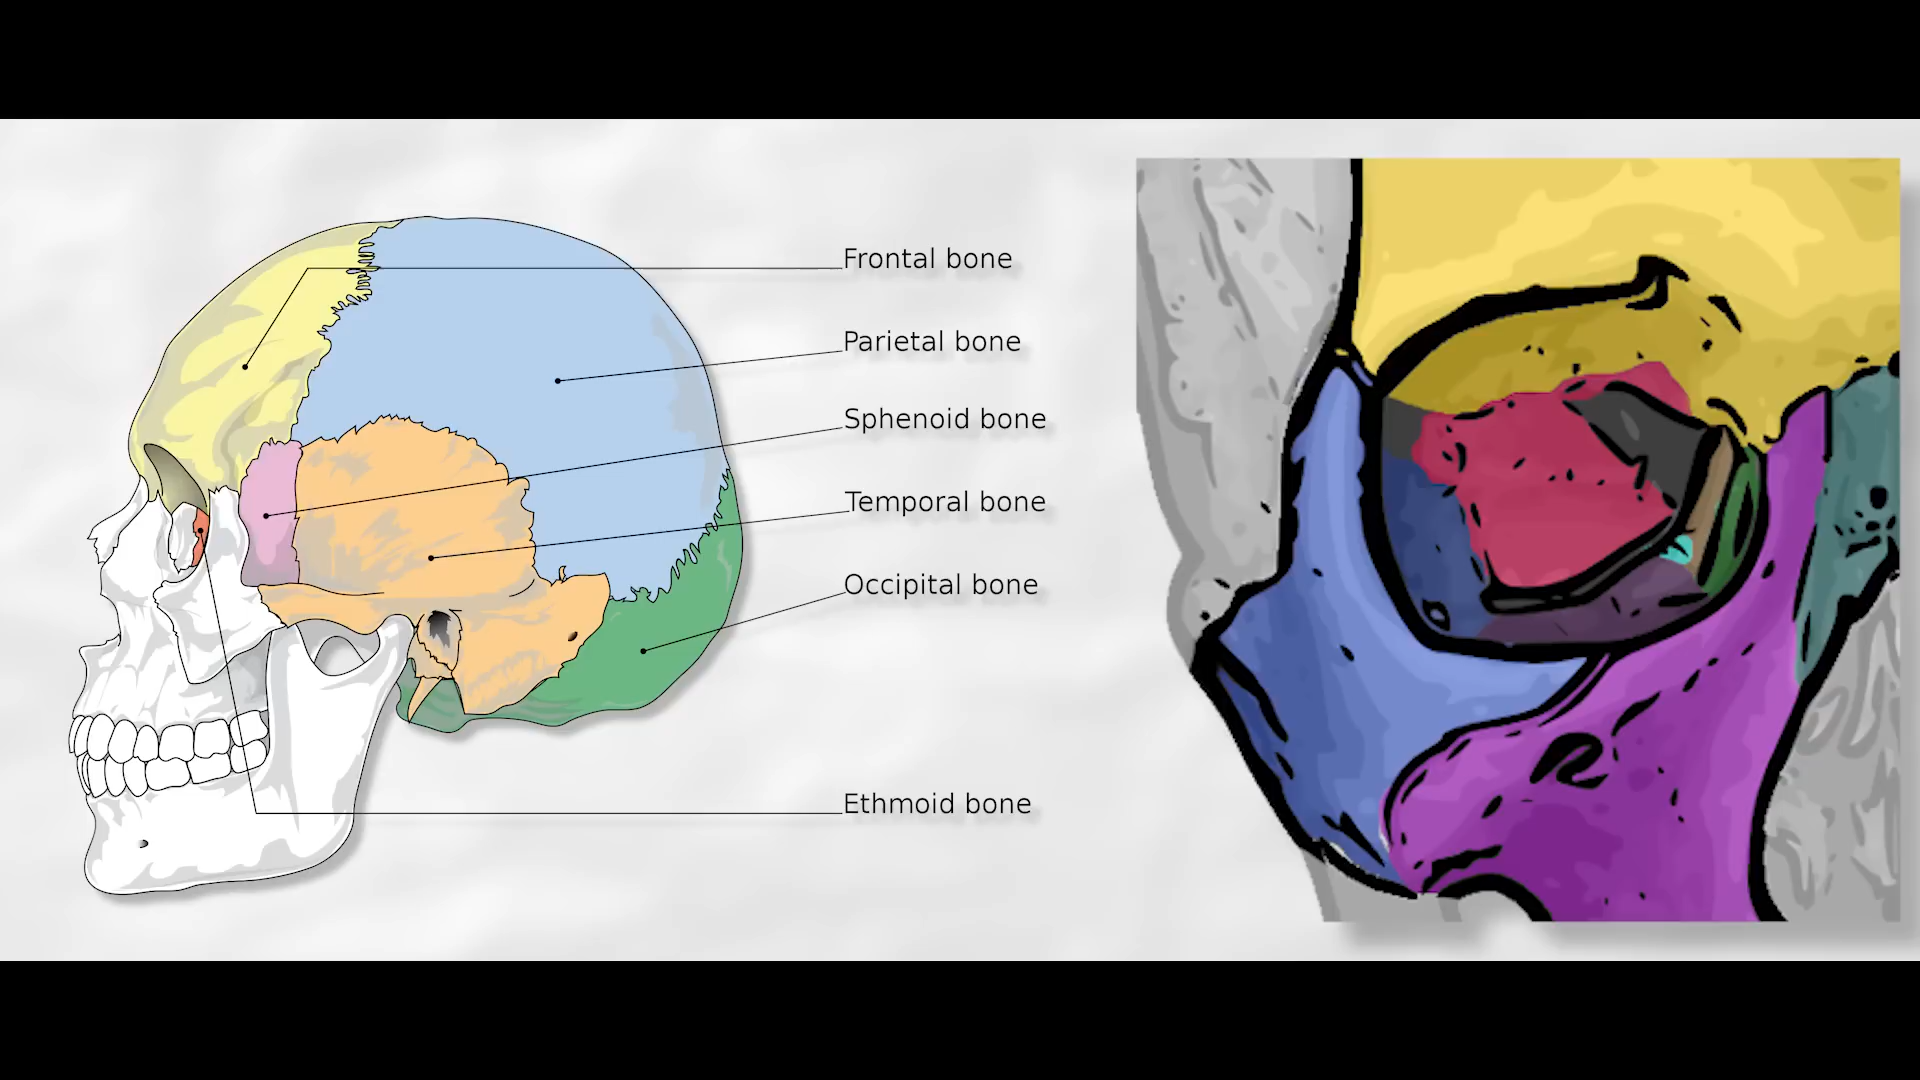 Frontal bone
Parietal bone
Sphenoid bone
Temporal bone
Occipital bone
Ethmoid bone